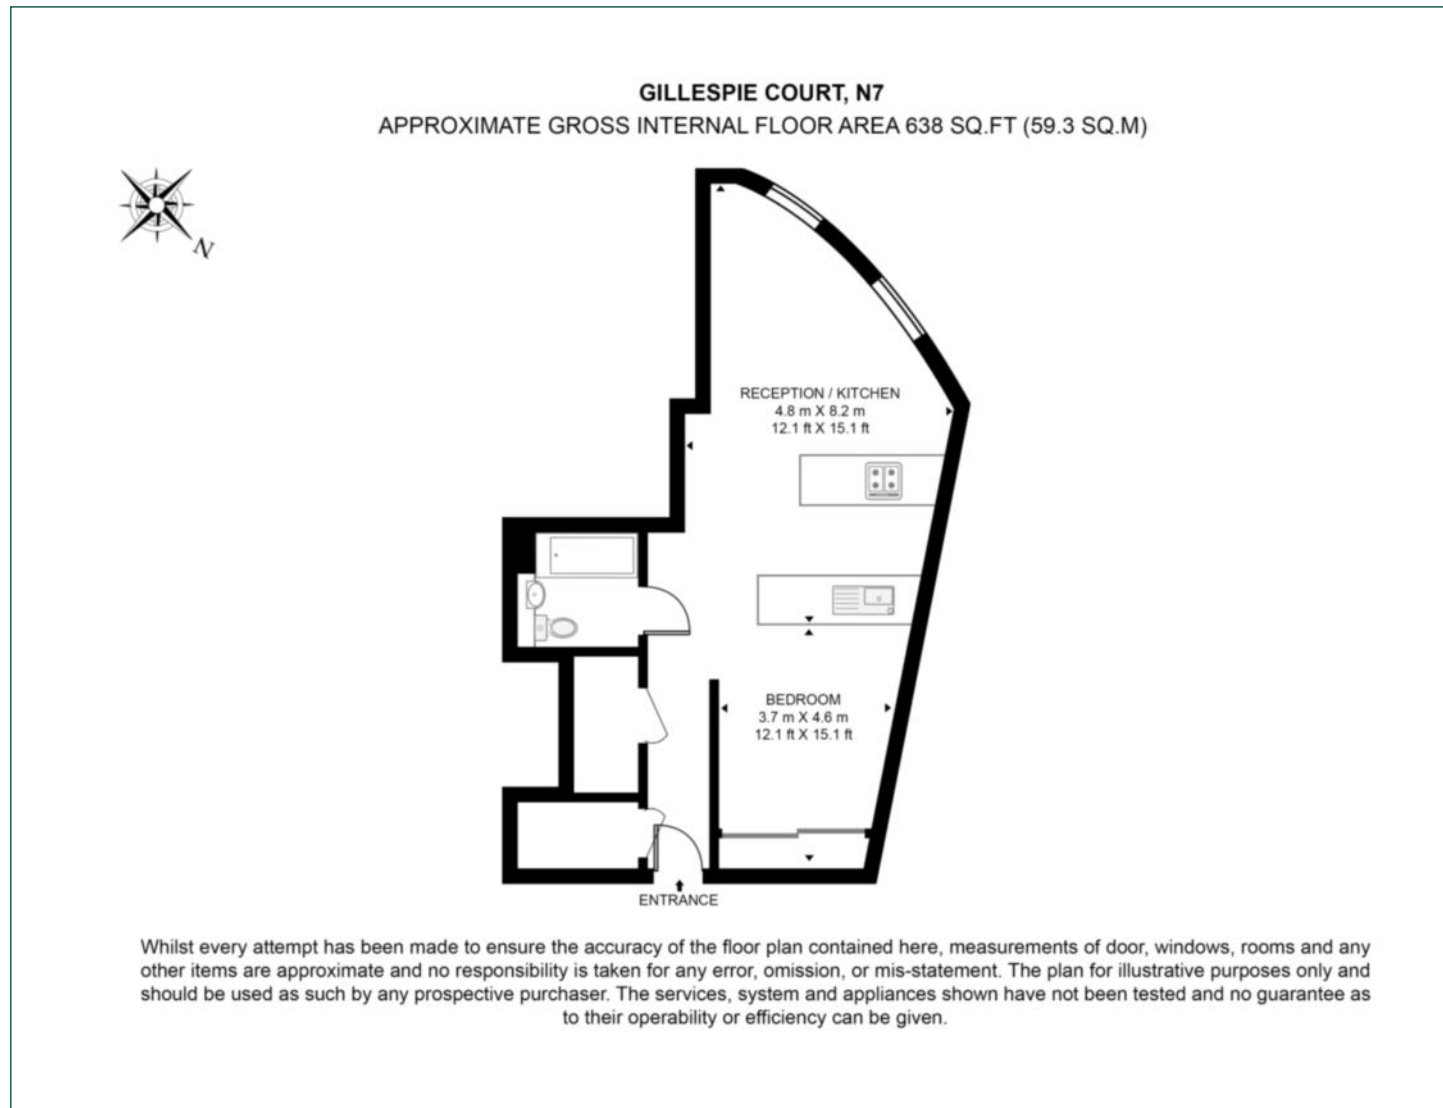 GILLESPIE COURT, N7
APPROXIMATE GROSS INTERNAL FLOOR AREA 638 SQ.FT (59.3 SQ.M)
N
RECEPTION / KITCHEN
4.8 m X 8.2 m
12.1 ft X 15.1 ft
BEDROOM
3.7 m X 4.6 m
12.1 ft X 15.1 ft
ENTRANCE
Whilst every attempt has been made to ensure the accuracy of the floor plan contained here, measurements of door, windows, rooms and any
other items are approximate and no responsibility is taken for any error, omission, or mis-statement. The plan for illustrative purposes only and
should be used as such by any prospective purchaser. The services, system and appliances shown have not been tested and no guarantee as
to their operability or efficiency can be given.